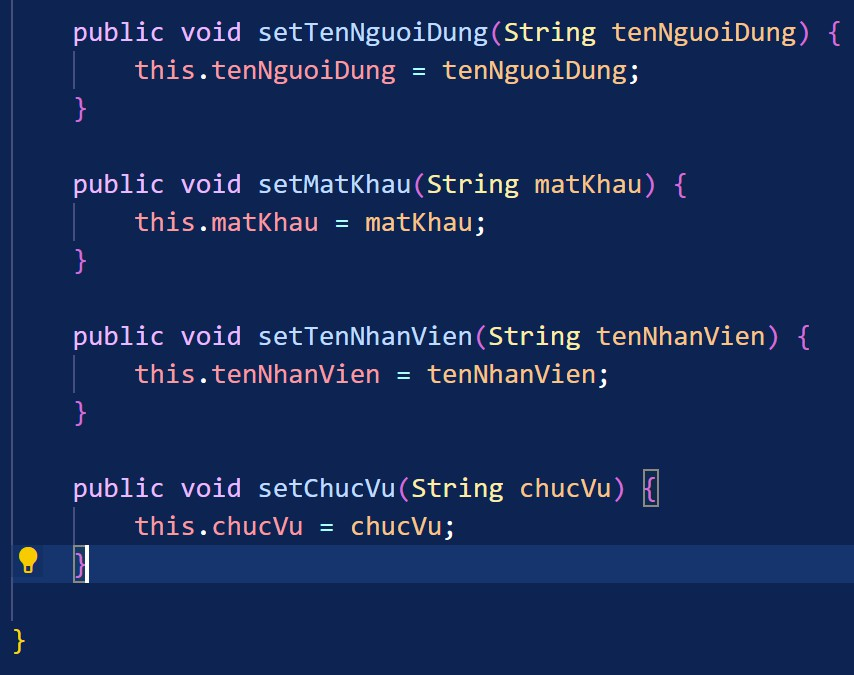 public void setTenNguoiDung(String tenNguoiDung) {
this.tenNguoiDung = tenNguoiDung;
}
public void setMatKhau(String matKhau) {
this.matKhau = matKhau;
}
public void setTenNhanVien(String tenNhanVien) {
this.tenNhanVien = tenNhanVien;
}
public void setChucVu(String chucVu) {
this.chucVu = chucVu;
}
}